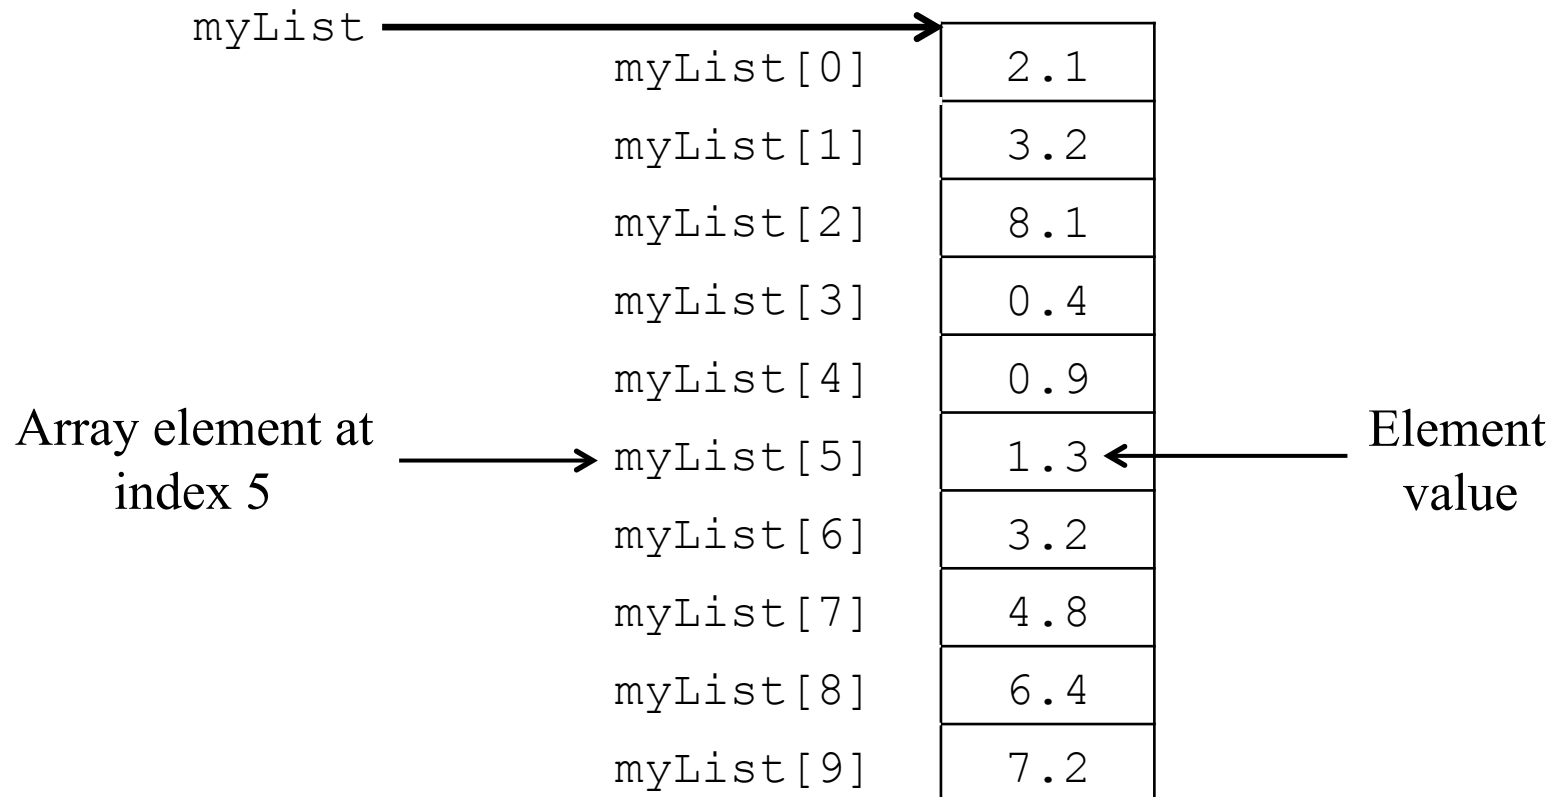 myList
myList[0] 2.1
myList[1] 3.2
myList[2] 8.1
myList[3] 0.4
myList[4] 0.9
Array element at
index 5
myList[5] 1.3
Element
value
myList[6] 3.2
myList[7] 4.8
myList[8] 6.4
myList[9] 7.2